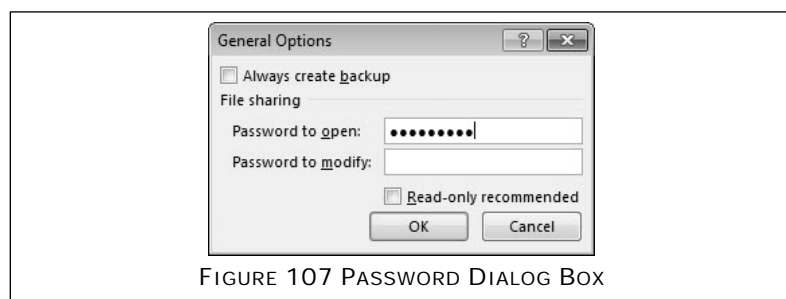 General Options
Always create backup
File sharing
Password to open: •••••••••
Password to modify:
Read-only recommended
OK Cancel
FIGURE 107 PASSWORD DIALOG BOX